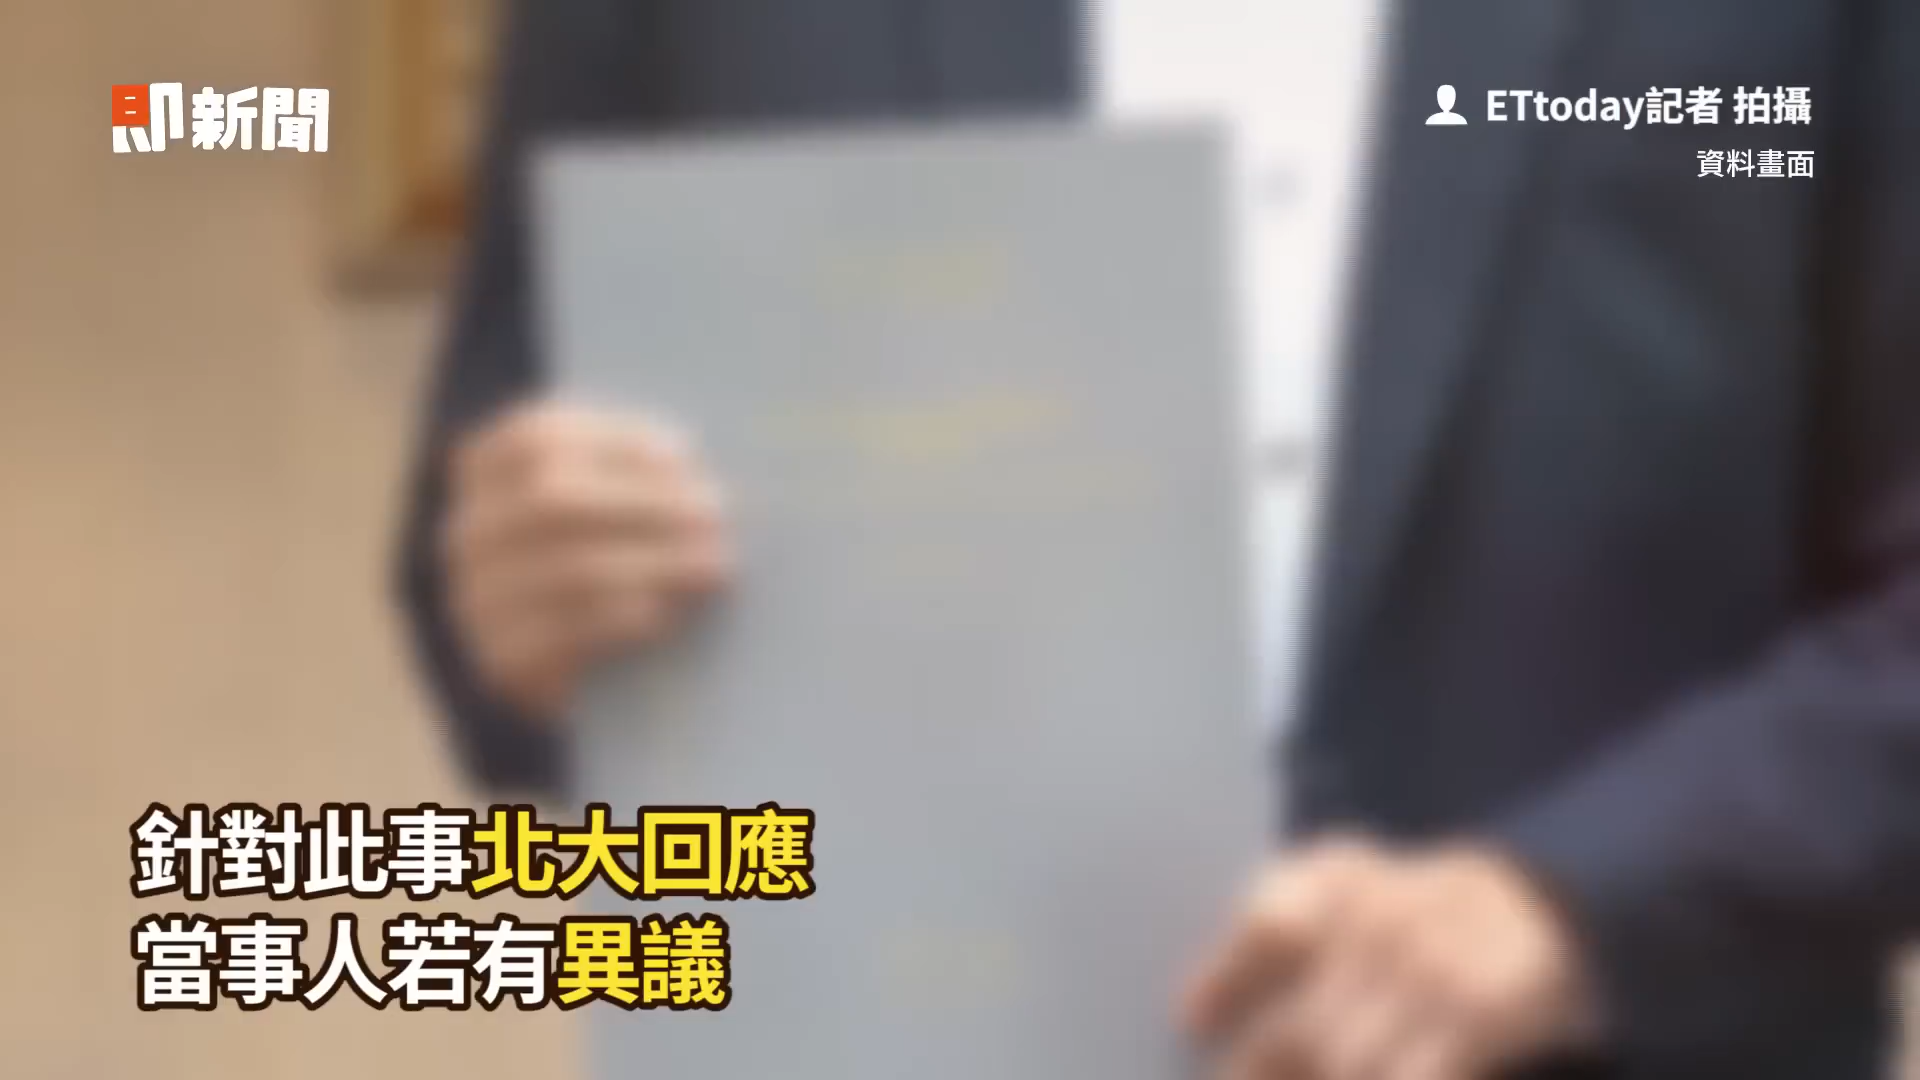 即新聞
ETtoday記者 拍攝
資料畫面
針對此事北大回應
當事人若有異議